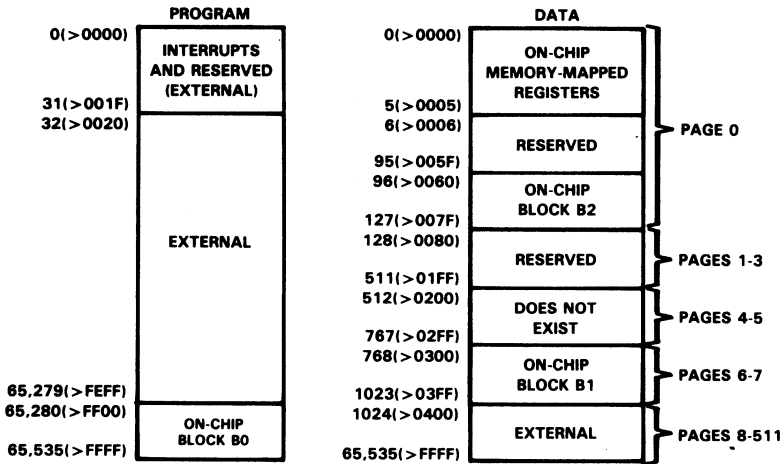 PROGRAM
0(>0000)
INTERRUPTS
AND RESERVED
(EXTERNAL)
31(>001F)
32(>0020)
EXTERNAL
65,279(>FEFF)
65,280(>FF00)
ON-CHIP
BLOCK B0
65,535(>FFFF)
DATA
0(>0000)
ON-CHIP
MEMORY-MAPPED
REGISTERS
5(>0005)
6(>0006)
RESERVED
95(>005F)
96(>0060)
ON-CHIP
BLOCK B2
127(>007F)
PAGE 0
128(>0080)
RESERVED
511(>01FF)
PAGES 1-3
512(>0200)
DOES NOT
EXIST
767(>02FF)
PAGES 4-5
768(>0300)
ON-CHIP
BLOCK B1
1023(>03FF)
PAGES 6-7
1024(>0400)
EXTERNAL
65,535(>FFFF)
PAGES 8-511